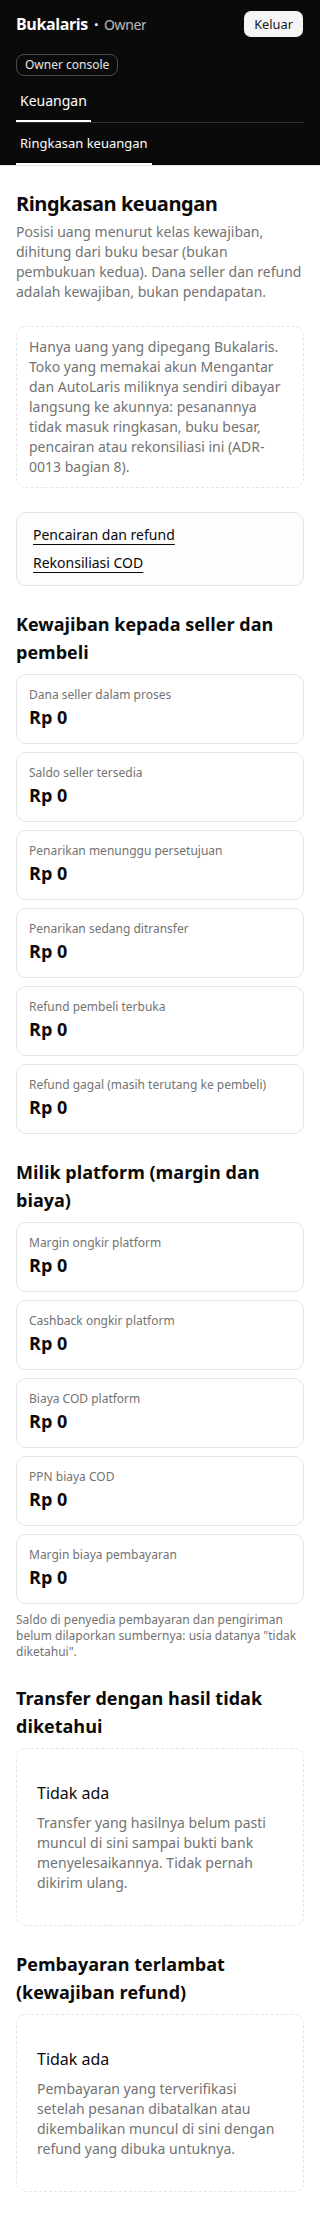 Bukalaris · Owner
Keluar
Owner console
Keuangan
Ringkasan keuangan
Ringkasan keuangan
Posisi uang menurut kelas kewajiban,
dihitung dari buku besar (bukan
pembukuan kedua). Dana seller dan refund
adalah kewajiban, bukan pendapatan.
Hanya uang yang dipegang Bukalaris.
Toko yang memakai akun Mengantar
dan AutoLaris miliknya sendiri dibayar
langsung ke akunnya: pesanannya
tidak masuk ringkasan, buku besar,
pencairan atau rekonsiliasi ini (ADR-
0013 bagian 8).
Pencairan dan refund
Rekonsiliasi COD
Kewajiban kepada seller dan
pembeli
Dana seller dalam proses
Rp 0
Saldo seller tersedia
Rp 0
Penarikan menunggu persetujuan
Rp 0
Penarikan sedang ditransfer
Rp 0
Refund pembeli terbuka
Rp 0
Refund gagal (masih terutang ke pembeli)
Rp 0
Milik platform (margin dan
biaya)
Margin ongkir platform
Rp 0
Cashback ongkir platform
Rp 0
Biaya COD platform
Rp 0
PPN biaya COD
Rp 0
Margin biaya pembayaran
Rp 0
Saldo di penyedia pembayaran dan pengiriman
belum dilaporkan sumbernya: usia datanya "tidak
diketahui".
Transfer dengan hasil tidak
diketahui
Tidak ada
Transfer yang hasilnya belum pasti
muncul di sini sampai bukti bank
menyelesaikannya. Tidak pernah
dikirim ulang.
Pembayaran terlambat
(kewajiban refund)
Tidak ada
Pembayaran yang terverifikasi
setelah pesanan dibatalkan atau
dikembalikan muncul di sini dengan
refund yang dibuka untuknya.